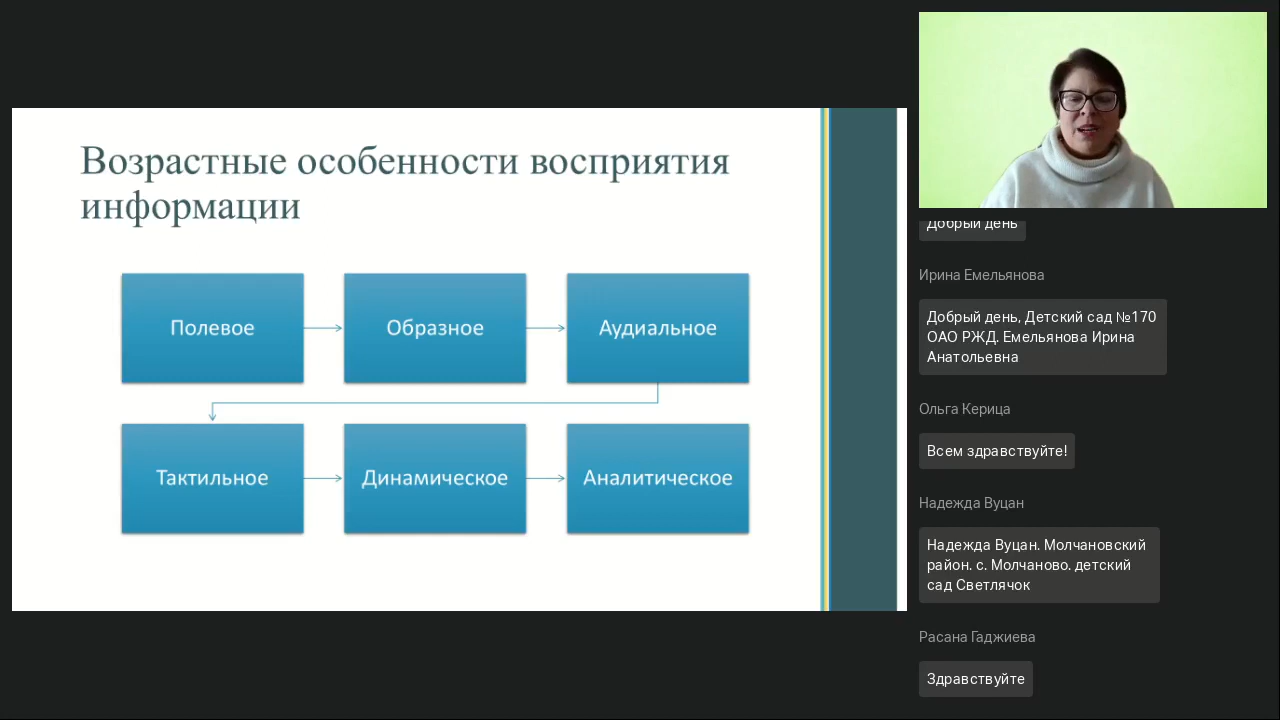 Возрастные особенности восприятия
информации
Полевое
Образное
Аудиальное
Тактильное
Динамическое
Аналитическое
Добрый день
Ирина Емельянова
Добрый день, Детский сад №170
ОАО РЖД. Емельянова Ирина
Анатольевна
Ольга Керица
Всем здравствуйте!
Надежда Вуцан
Надежда Вуцан. Молчановский
район. с. Молчаново. детский
сад Светлячок
Расана Гаджиева
Здравствуйте